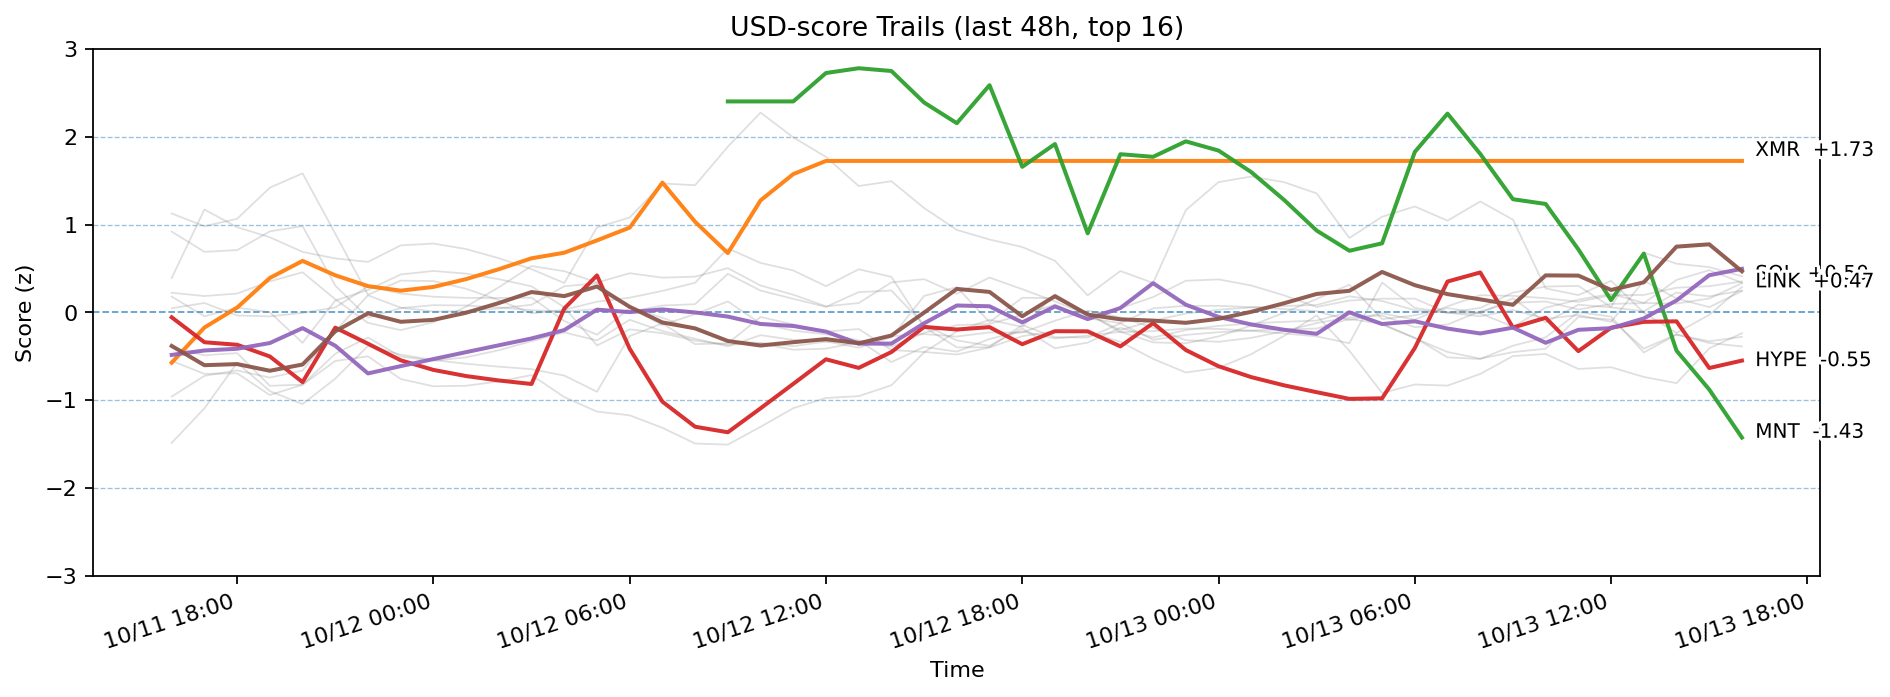 USD-score Trails (last 48h, top 16)
3
2
1
0
−1
−2
−3
Score (z)
XMR +1.73
LINK +0.47
HYPE -0.55
MNT -1.43
10/11 18:00
10/12 00:00
10/12 06:00
10/12 12:00
10/12 18:00
10/13 00:00
10/13 06:00
10/13 12:00
10/13 18:00
Time